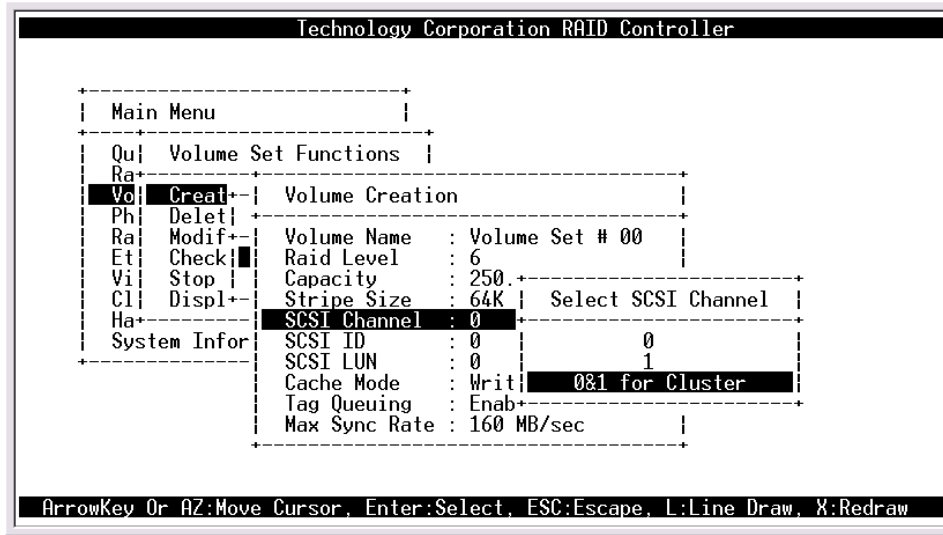 Technology Corporation RAID Controller
Main Menu
Qu Volume Set Functions
Ra
Vo Creat Volume Creation
Ph Delet
Ra Modif Volume Name : Volume Set # 00
Et Check Raid Level : 6
Vi Stop Capacity : 250.
Cl Displ Stripe Size : 64K Select SCSI Channel
Ha SCSI Channel : 0
System Infor SCSI ID : 0 0
SCSI LUN : 0 1
Cache Mode : Writ 0&1 for Cluster
Tag Queuing : Enab
Max Sync Rate : 160 MB/sec
ArrowKey Or AZ:Move Cursor, Enter:Select, ESC:Escape, L:Line Draw, X:Redraw